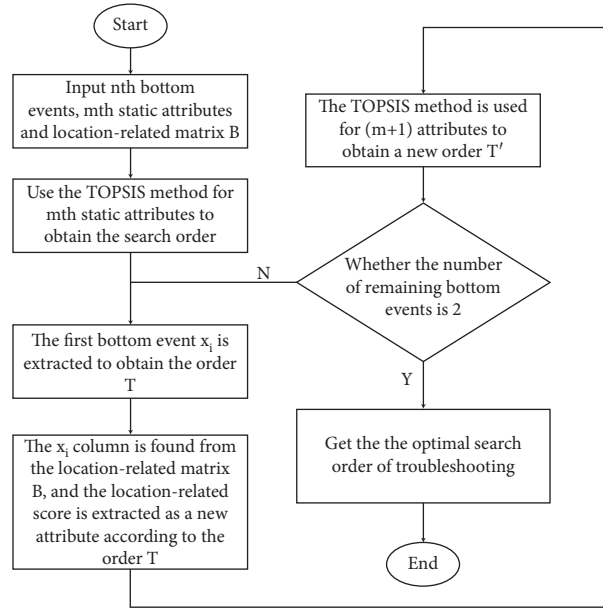 Start
Input nth bottom
events, mth static attributes
and location-related matrix B
Use the TOPSIS method for
mth static attributes to
obtain the search order
The first bottom event xi is
extracted to obtain the order
T
The xi column is found from
the location-related matrix
B, and the location-related
score is extracted as a new
attribute according to the
order T
The TOPSIS method is used
for (m+1) attributes to
obtain a new order T′
N
Whether the number
of remaining bottom
events is 2
Y
Get the the optimal search
order of troubleshooting
End